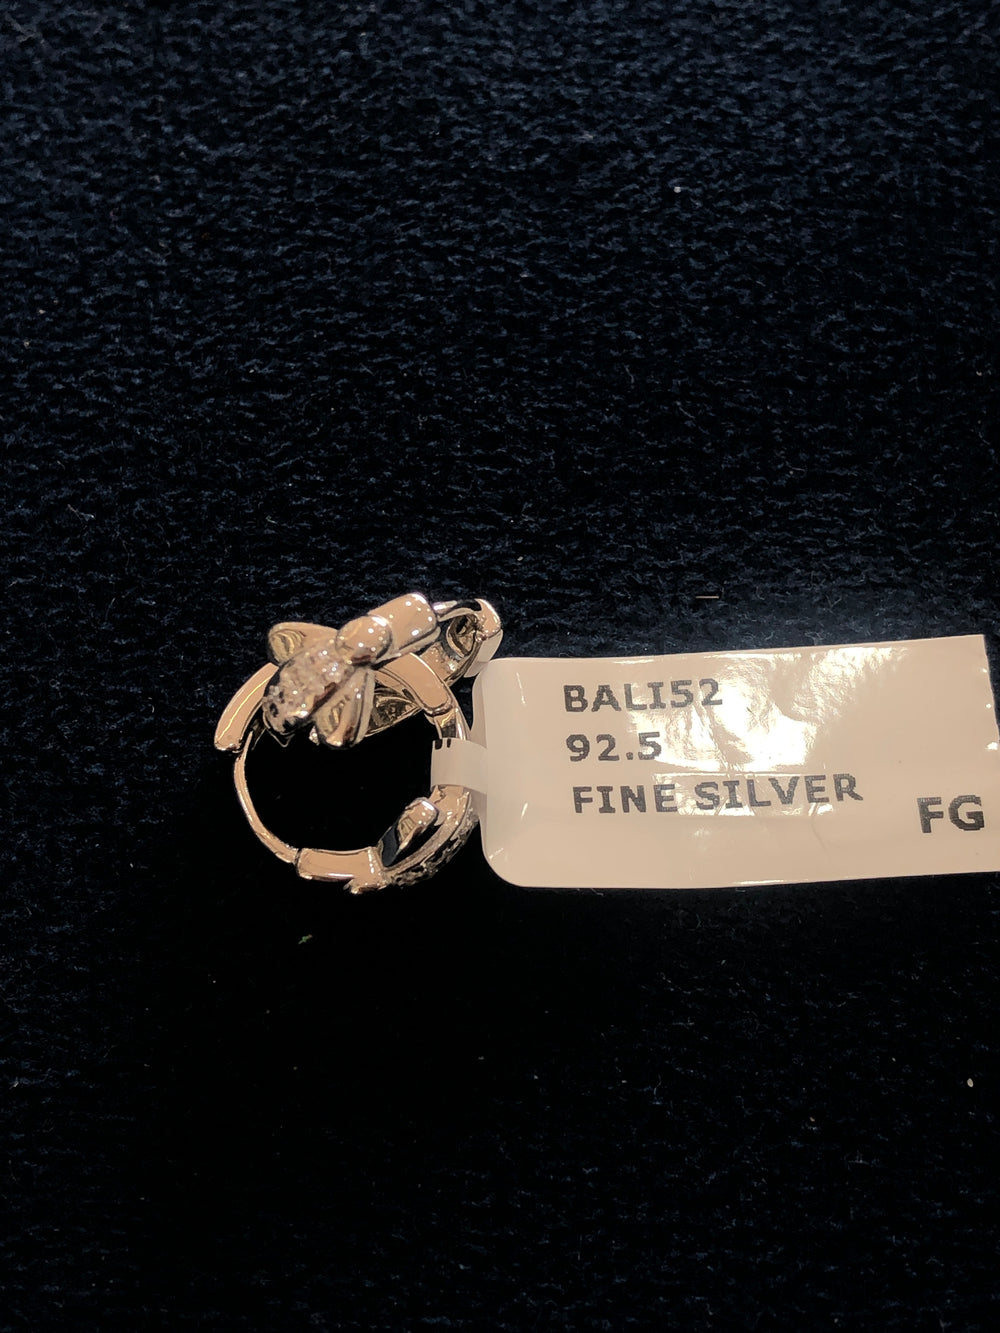 BALI52
92.5
FINE SILVER
FG